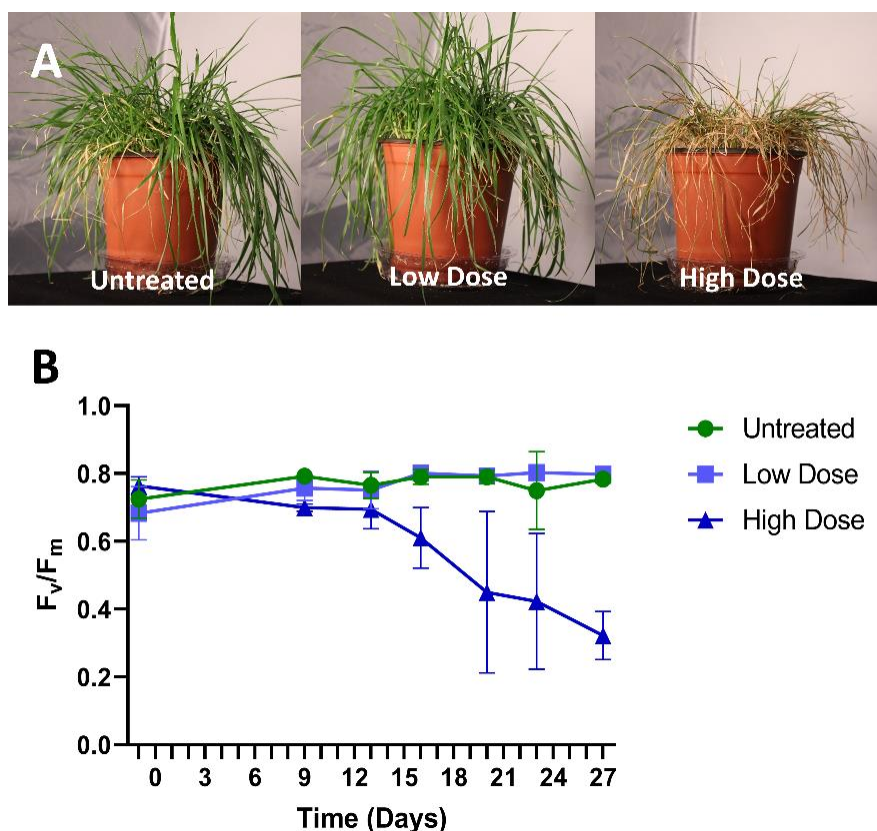 A
Untreated
Low Dose
High Dose
B
1.0
0.8
0.6
0.4
0.2
0.0
Fv/Fm
0 3 6 9 12 15 18 21 24 27
Time (Days)
Untreated
Low Dose
High Dose